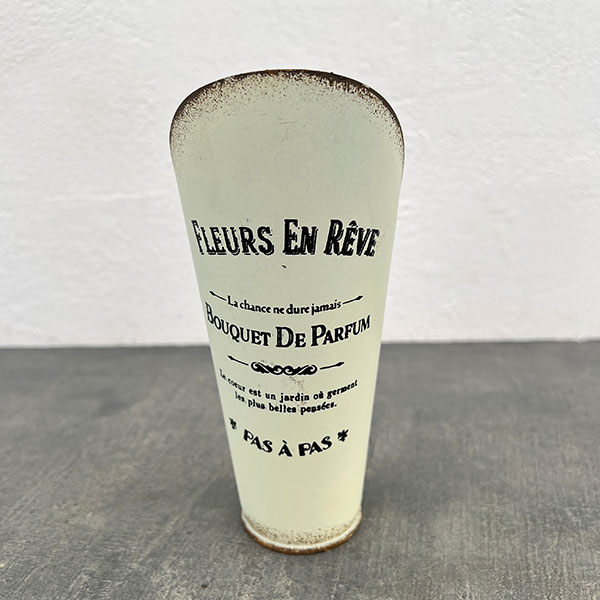 FLEURS EN RÊVE
La chance ne dure jamais
BOUQUET DE PARFUM
Le coeur est un jardin où germent
les plus belles pensées.
PAS À PAS